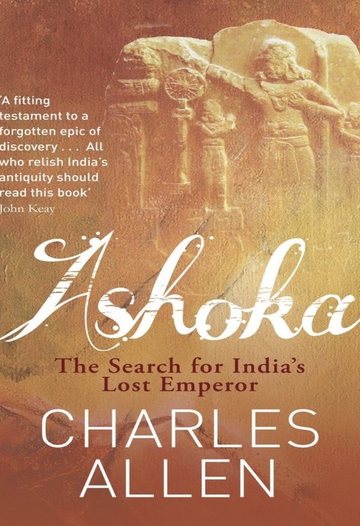 ‘A fitting
testament to a
forgotten epic of
discovery . . . All
who relish India’s
antiquity should
read this book’
John Keay
Ashoka
The Search for India’s
Lost Emperor
CHARLES
ALLEN